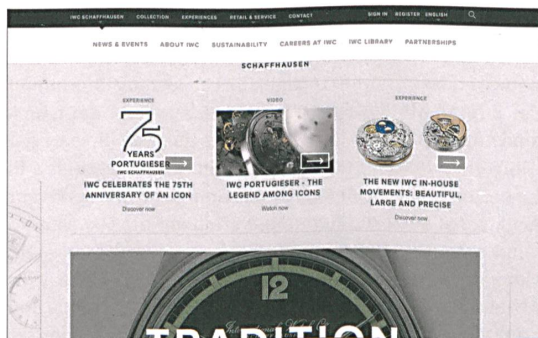 IWC SCHAFFHAUSEN COLLECTION EXPERIENCES RETAIL & SERVICE CONTACT SIGN IN REGISTER ENGLISH
NEWS & EVENTS ABOUT IWC SUSTAINABILITY CAREERS AT IWC IWC LIBRARY PARTNERSHIPS
SCHAFFHAUSEN
EXPERIENCE
75
YEARS
PORTUGIESER
IWC SCHAFFHAUSEN
IWC CELEBRATES THE 75TH
ANNIVERSARY OF AN ICON
Discover now
VIDEO
IWC PORTUGIESER - THE
LEGEND AMONG ICONS
Watch now
EXPERIENCE
THE NEW IWC IN-HOUSE
MOVEMENTS: BEAUTIFUL,
LARGE AND PRECISE
Discover now
12
International Watch Co
TRADITION